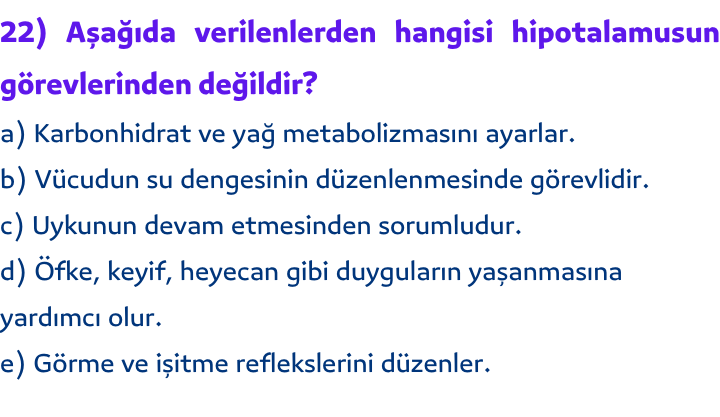 22) Aşağıda verilenlerden hangisi hipotalamusun
görevlerinden değildir?
a) Karbonhidrat ve yağ metabolizmasını ayarlar.
b) Vücudun su dengesinin düzenlenmesinde görevlidir.
c) Uykunun devam etmesinden sorumludur.
d) Öfke, keyif, heyecan gibi duyguların yaşanmasına
yardımcı olur.
e) Görme ve işitme reflekslerini düzenler.